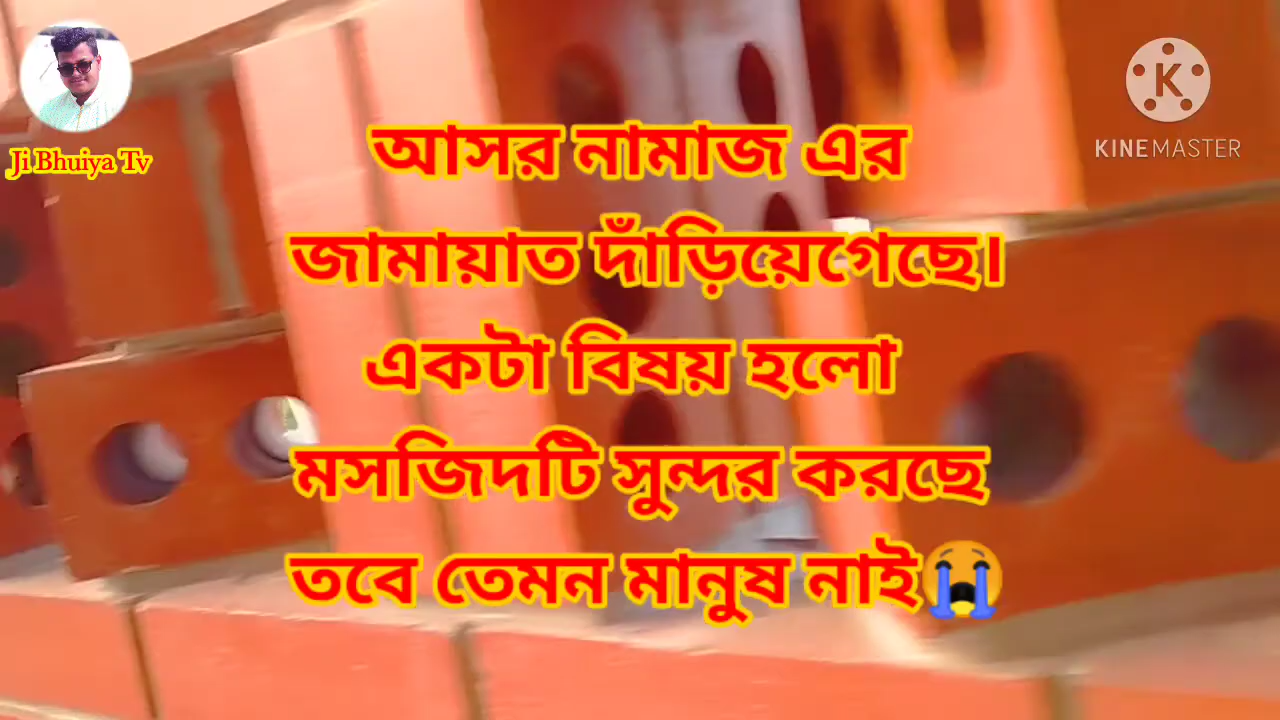 আসর নামাজ এর
জামায়াত দাঁড়িয়েগেছে।
একটা বিষয় হলো
মসজিদটি সুন্দর করছে
তবে তেমন মানুষ নাই😭
Ji Bhuiya Tv
K
KINEMASTER